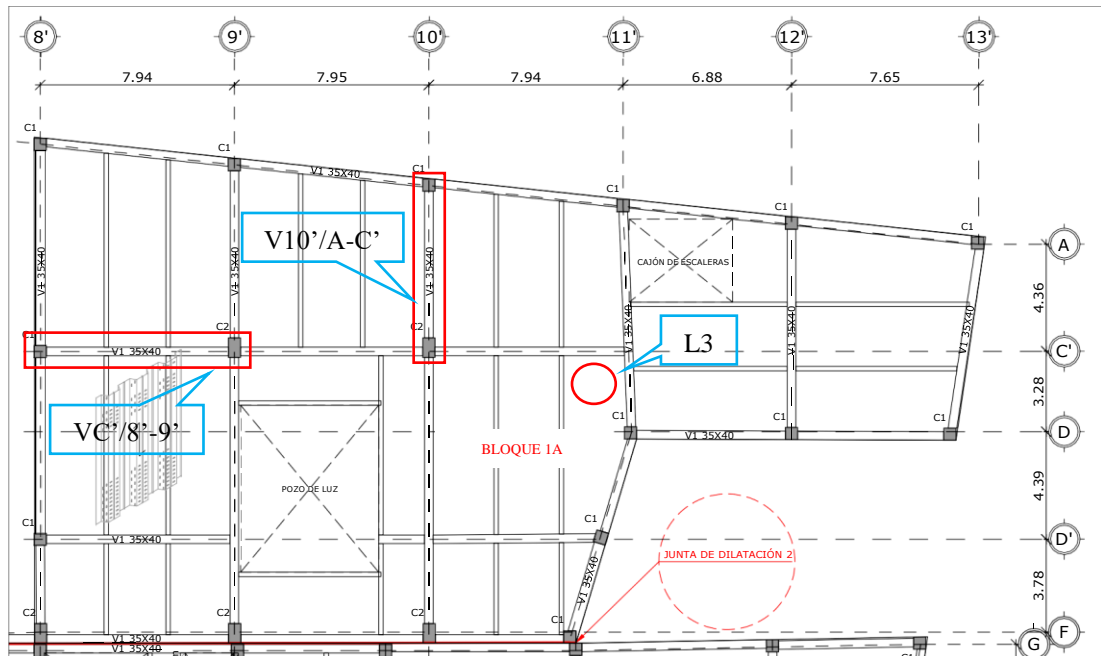 8' 9' 10' 11' 12' 13'
7.94 7.95 7.94 6.88 7.65
C1
C1
V1 35X40
C1
C1
C1
C1
V10'/A-C'
A
V1 35X40
V1 35X40
V1 35X40
CAJÓN DE ESCALERAS
4.36
V1 35X40
V1 35X40
V1 35X40
C1
C2
C2
L3
C'
V1 35X40
VC'/8'-9'
3.28
C1
C1
C1
D
V1 35X40
BLOQUE 1A
POZO DE LUZ
4.39
C1
C1
D'
V1 35X40
JUNTA DE DILATACIÓN 2
V1 35X40
3.78
C2
C2
C2
C1
F
V1 35X40
G
V1 35X40
C1